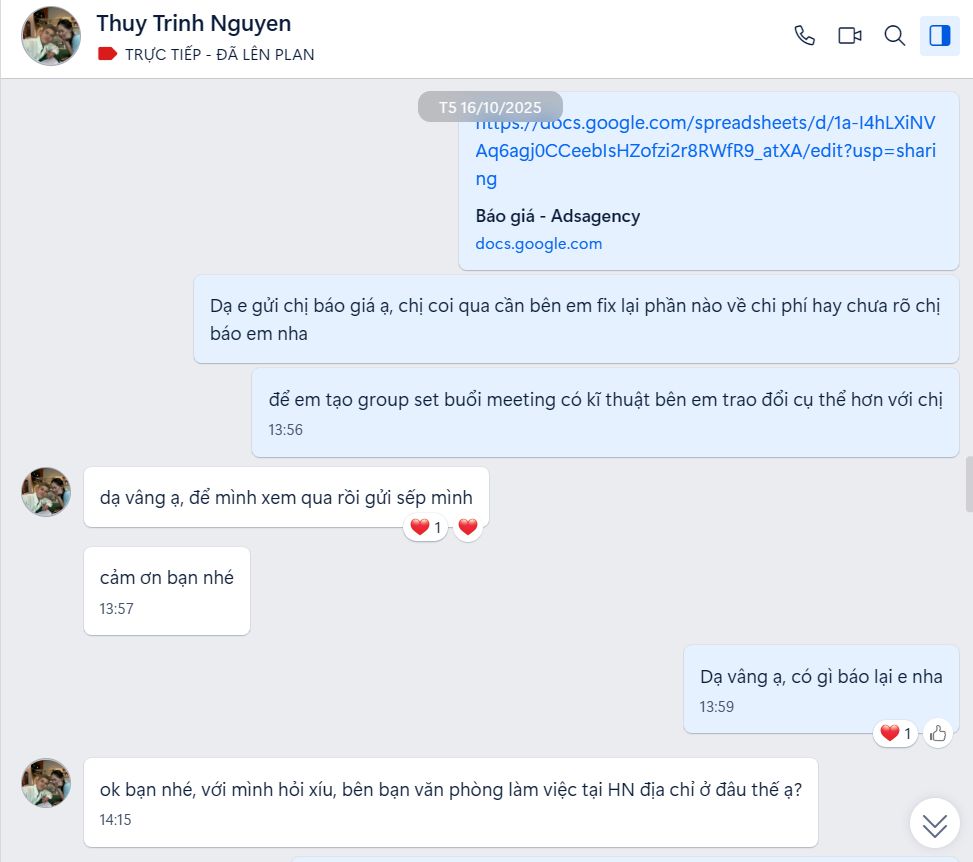 Thuy Trinh Nguyen
TRỰC TIẾP - ĐÃ LÊN PLAN
T5 16/10/2025
https://docs.google.com/spreadsheets/d/1a-I4hLXiNV
Aq6agj0CCeebIsHZofzi2r8RWfR9_atXA/edit?usp=shari
ng
Báo giá - Adsagency
docs.google.com
Dạ e gửi chị báo giá ạ, chị coi qua cần bên em fix lại phần nào về chi phí hay chưa rõ chị
báo em nha
để em tạo group set buổi meeting có kĩ thuật bên em trao đổi cụ thể hơn với chị
13:56
dạ vâng ạ, để mình xem qua rồi gửi sếp mình
1
cảm ơn bạn nhé
13:57
Dạ vâng ạ, có gì báo lại e nha
13:59
1
ok bạn nhé, với mình hỏi xíu, bên bạn văn phòng làm việc tại HN địa chỉ ở đâu thế ạ?
14:15